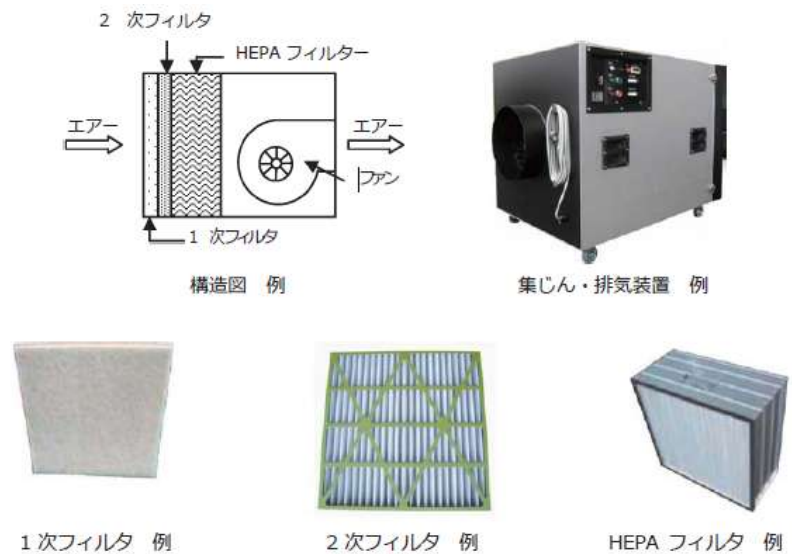 2 次フィルタ
HEPA フィルター
エアー
エアー
ファン
1 次フィルタ
構造図 例
集じん・排気装置 例
1 次フィルタ 例
2 次フィルタ 例
HEPA フィルタ 例